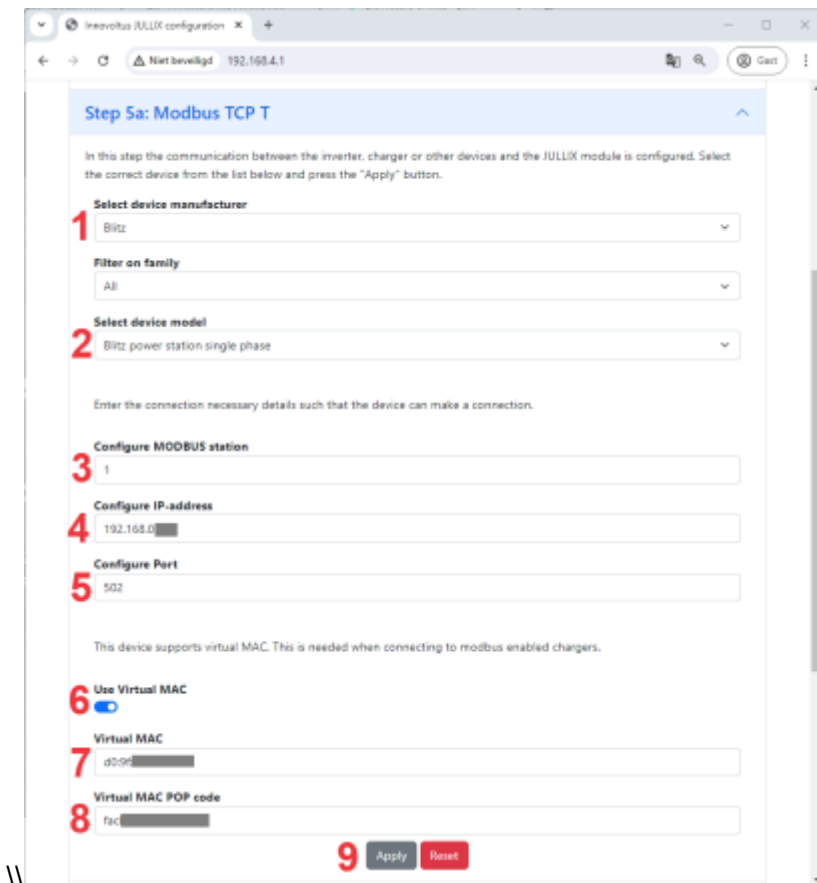 Innovoltus JULLIX configuration
Niet beveiligd 192.168.4.1
Gast
Step 5a: Modbus TCP T
In this step the communication between the inverter, charger or other devices and the JULLIX module is configured. Select
the correct device from the list below and press the "Apply" button.
Select device manufacturer
1
Blitz
Filter on family
All
Select device model
2
Blitz power station single phase
Enter the connection necessary details such that the device can make a connection.
Configure MODBUS station
3
1
Configure IP-address
4
192.168.0
Configure Port
5
502
This device supports virtual MAC. This is needed when connecting to modbus enabled chargers.
Use Virtual MAC
6
Virtual MAC
7
d0:9f
Virtual MAC POP code
8
fac
9 Apply Reset
\\